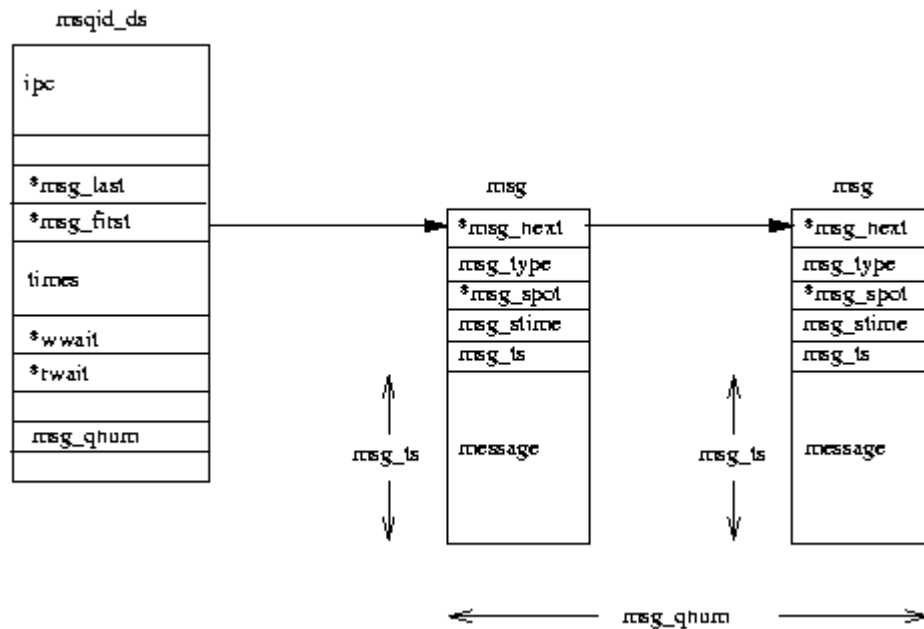 msqid_ds
ipc
*msg_last
*msg_first
times
*wwait
*rwait
msg_qnum
msg
*msg_next
msg_type
*msg_spot
msg_stime
msg_ts
message
msg_ts
msg
*msg_next
msg_type
*msg_spot
msg_stime
msg_ts
message
msg_ts
msg_qnum